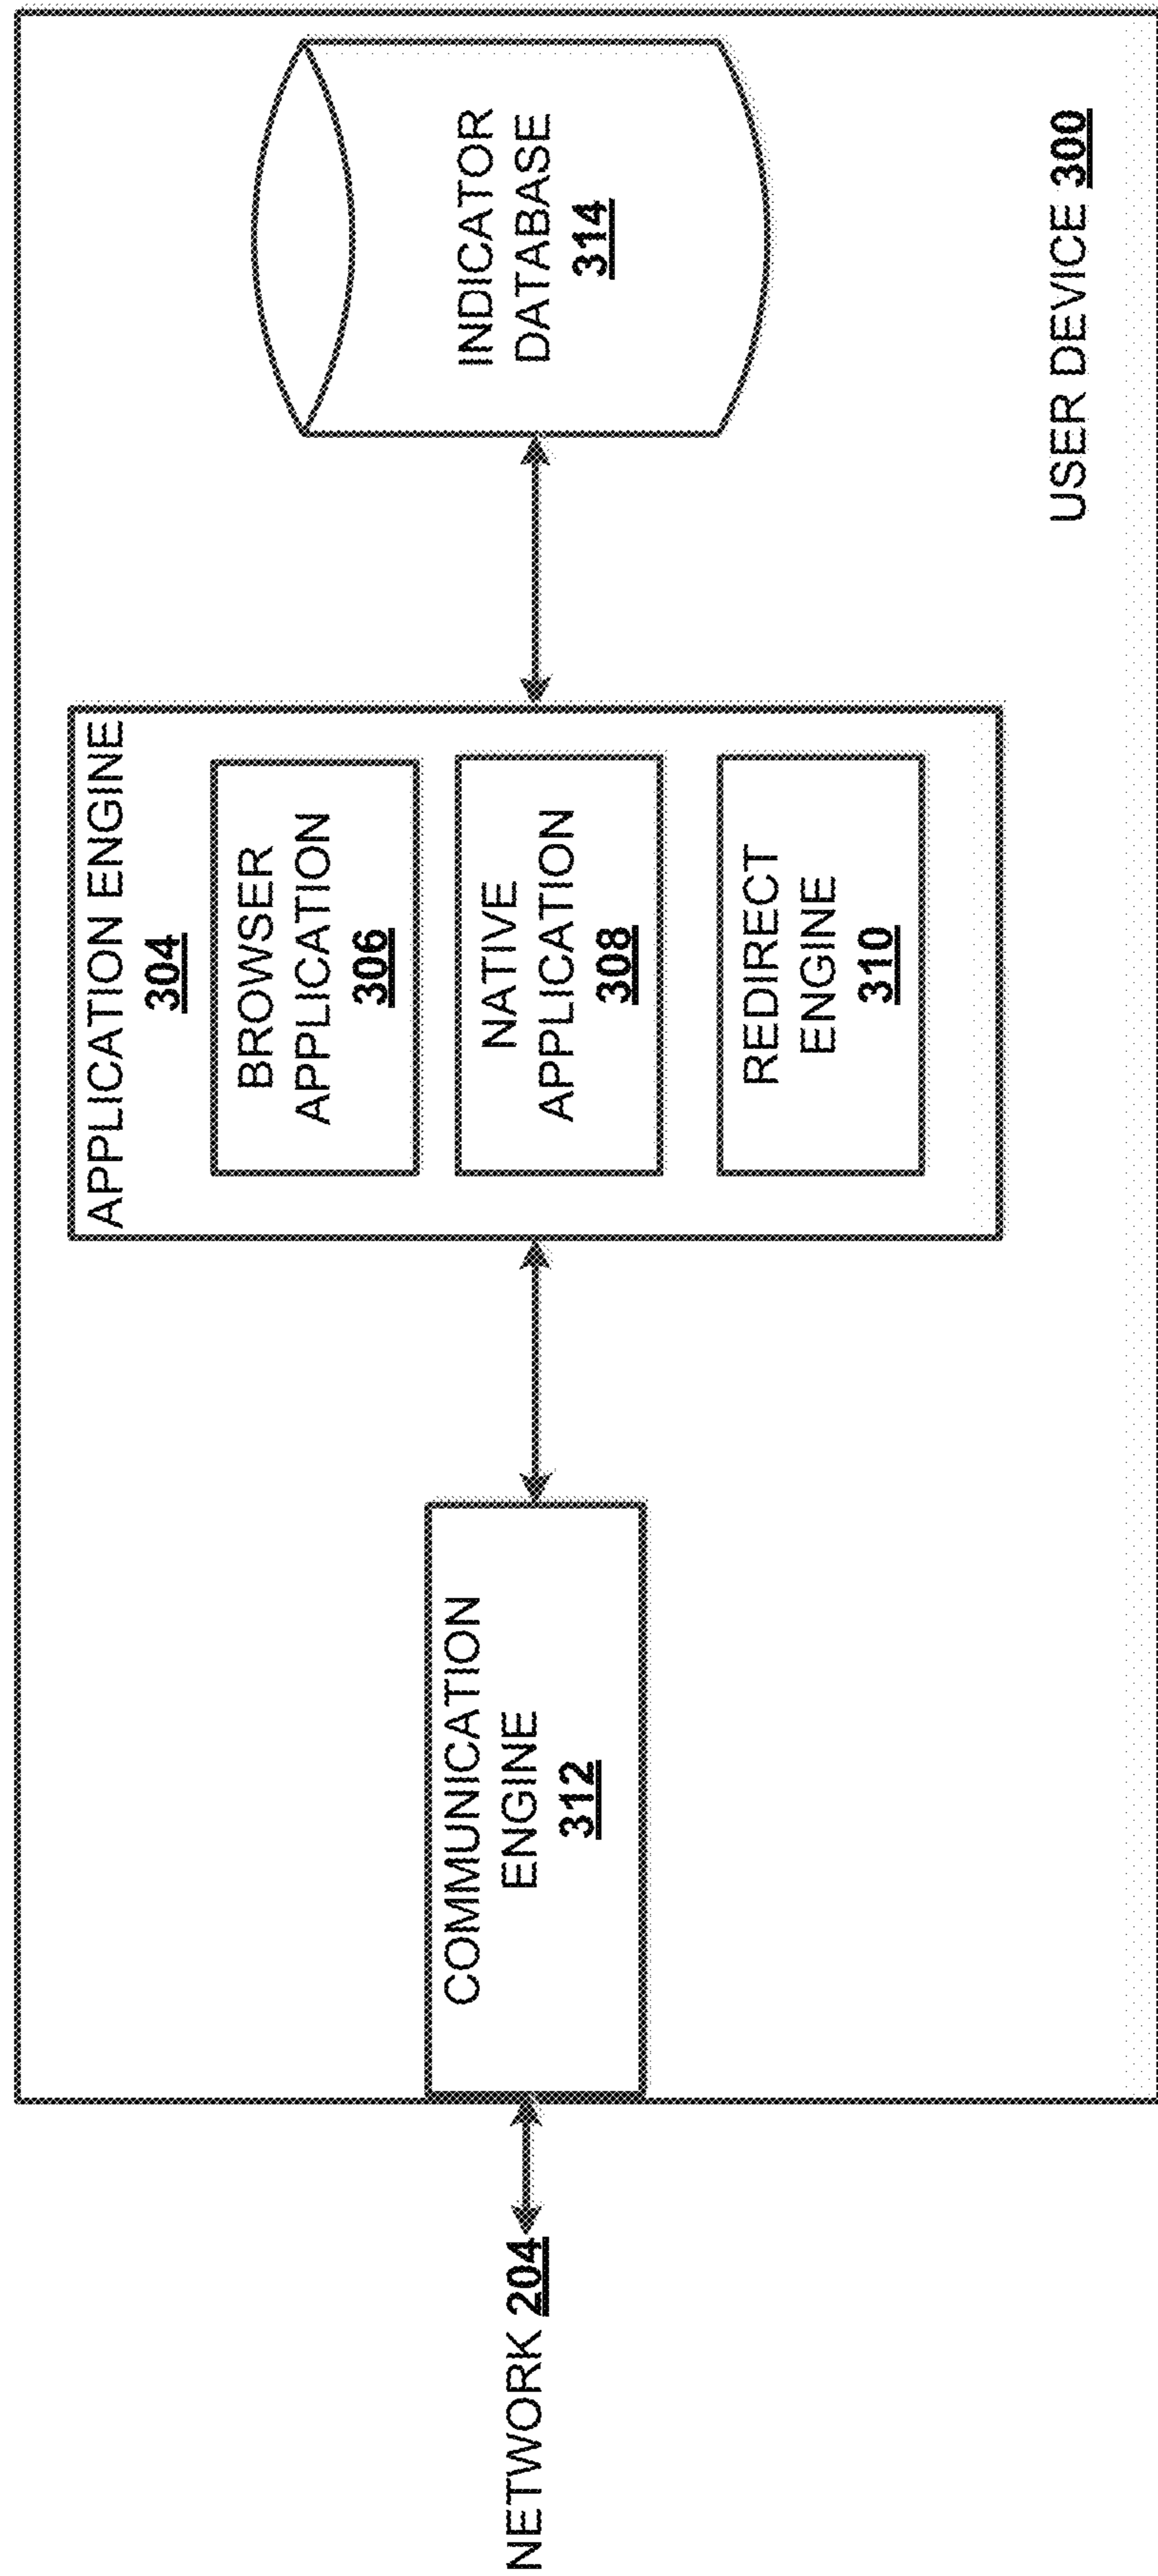 NETWORK 204
COMMUNICATION
ENGINE
312
APPLICATION ENGINE
304
BROWSER
APPLICATION
306
NATIVE
APPLICATION
308
REDIRECT
ENGINE
310
INDICATOR
DATABASE
314
USER DEVICE 300